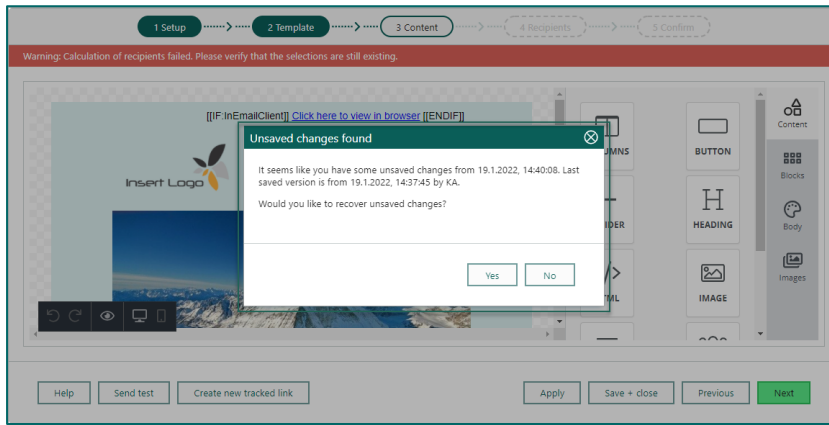 1 Setup
2 Template
3 Content
4 Recipients
5 Confirm
Warning: Calculation of recipients failed. Please verify that the selections are still existing.
[[IF:InEmailClient]] Click here to view in browser [[ENDIF]]
Insert Logo
Unsaved changes found
It seems like you have some unsaved changes from 19.1.2022, 14:40:08. Last
saved version is from 19.1.2022, 14:37:45 by KA.
Would you like to recover unsaved changes?
Yes
No
BUTTON
HEADING
IMAGE
Content
Blocks
Body
Images
Help
Send test
Create new tracked link
Apply
Save + close
Previous
Next